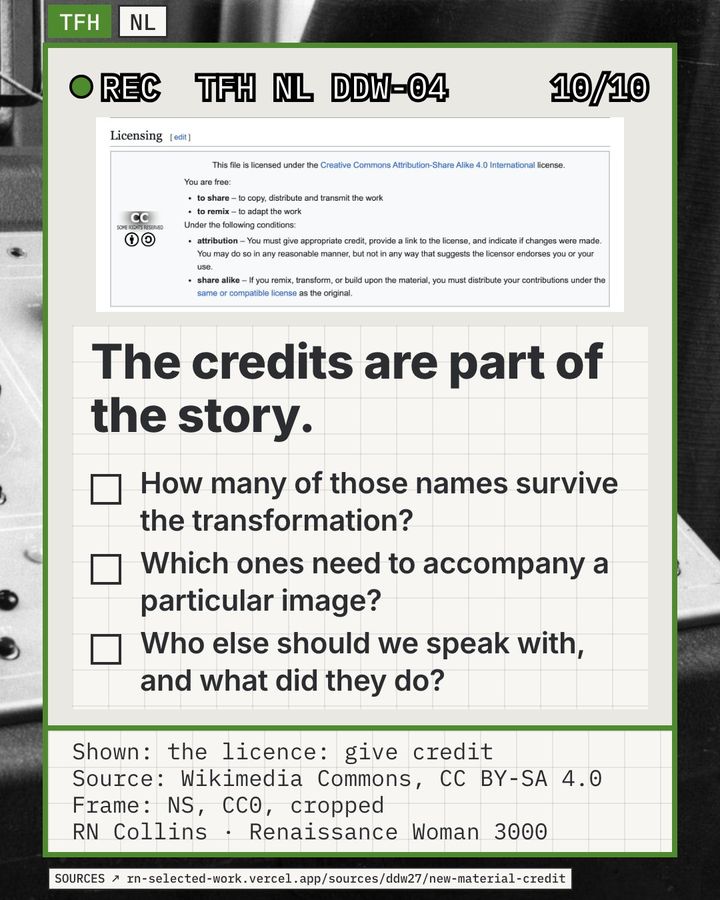 TFH NL
REC TFH NL DDW-04 10/10
Licensing [ edit ]
This file is licensed under the Creative Commons Attribution-Share Alike 4.0 International license.
You are free:
• to share – to copy, distribute and transmit the work
• to remix – to adapt the work
Under the following conditions:
• attribution – You must give appropriate credit, provide a link to the license, and indicate if changes were made.
You may do so in any reasonable manner, but not in any way that suggests the licensor endorses you or your
use.
• share alike – If you remix, transform, or build upon the material, you must distribute your contributions under the
same or compatible license as the original.
CC
SOME RIGHTS RESERVED
The credits are part of
the story.
How many of those names survive
the transformation?
Which ones need to accompany a
particular image?
Who else should we speak with,
and what did they do?
Shown: the licence: give credit
Source: Wikimedia Commons, CC BY-SA 4.0
Frame: NS, CC0, cropped
RN Collins · Renaissance Woman 3000
SOURCES ↗ rn-selected-work.vercel.app/sources/ddw27/new-material-credit